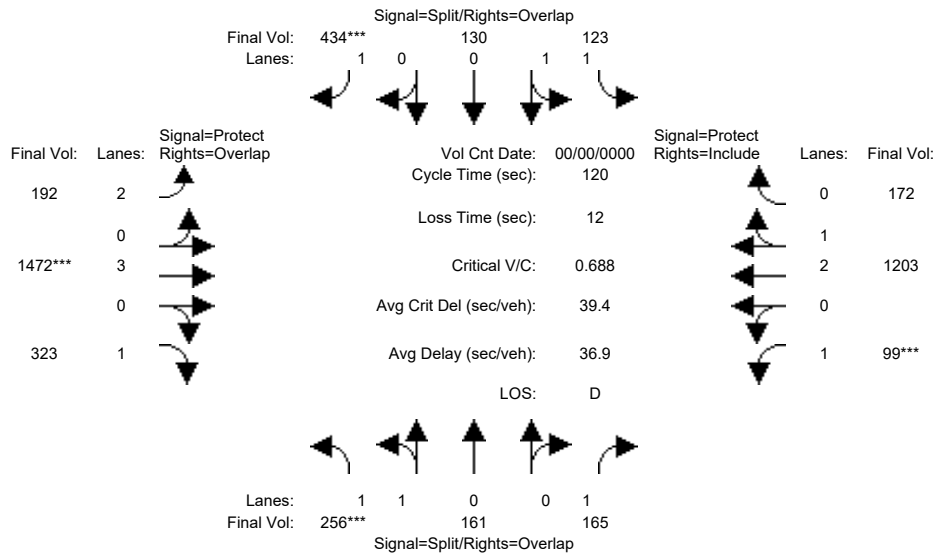 Signal=Split/Rights=Overlap
Final Vol: 434*** 130 123
Lanes: 1 0 0 1 1
Signal=Protect
Final Vol: Lanes: Rights=Overlap
Vol Cnt Date: 00/00/0000
Signal=Protect
Rights=Include Lanes: Final Vol:
Cycle Time (sec): 120
192 2
0 172
Loss Time (sec): 12
0
1
1472*** 3
Critical V/C: 0.688
2 1203
0
Avg Crit Del (sec/veh): 39.4
0
323 1
Avg Delay (sec/veh): 36.9
1 99***
LOS: D
Lanes: 1 1 0 0 1
Final Vol: 256*** 161 165
Signal=Split/Rights=Overlap